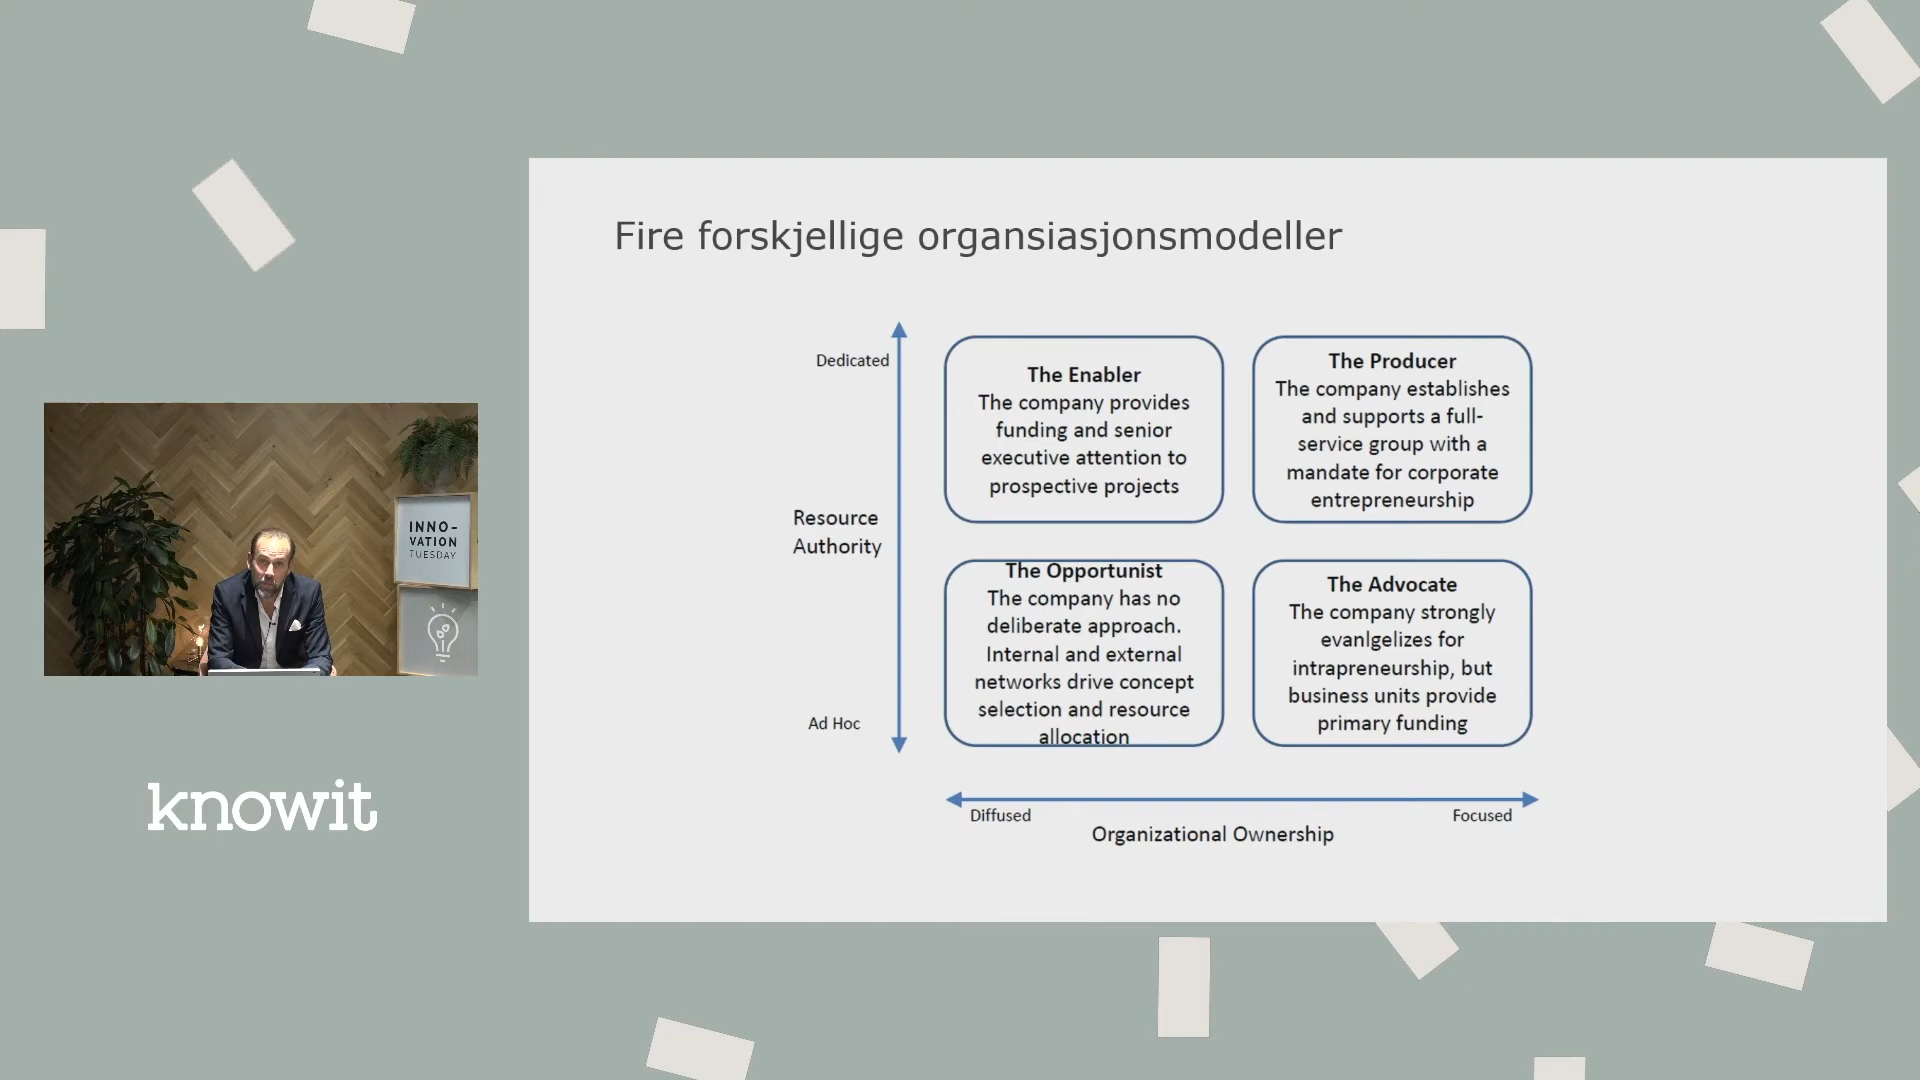 Fire forskjellige organsiasjonsmodeller
Dedicated
Resource
Authority
Ad Hoc
The Enabler
The company provides
funding and senior
executive attention to
prospective projects
The Producer
The company establishes
and supports a full-
service group with a
mandate for corporate
entrepreneurship
The Opportunist
The company has no
deliberate approach.
Internal and external
networks drive concept
selection and resource
allocation
The Advocate
The company strongly
evanlgelizes for
intrapreneurship, but
business units provide
primary funding
Diffused
Focused
Organizational Ownership
INNO-
VATION
TUESDAY
knowit